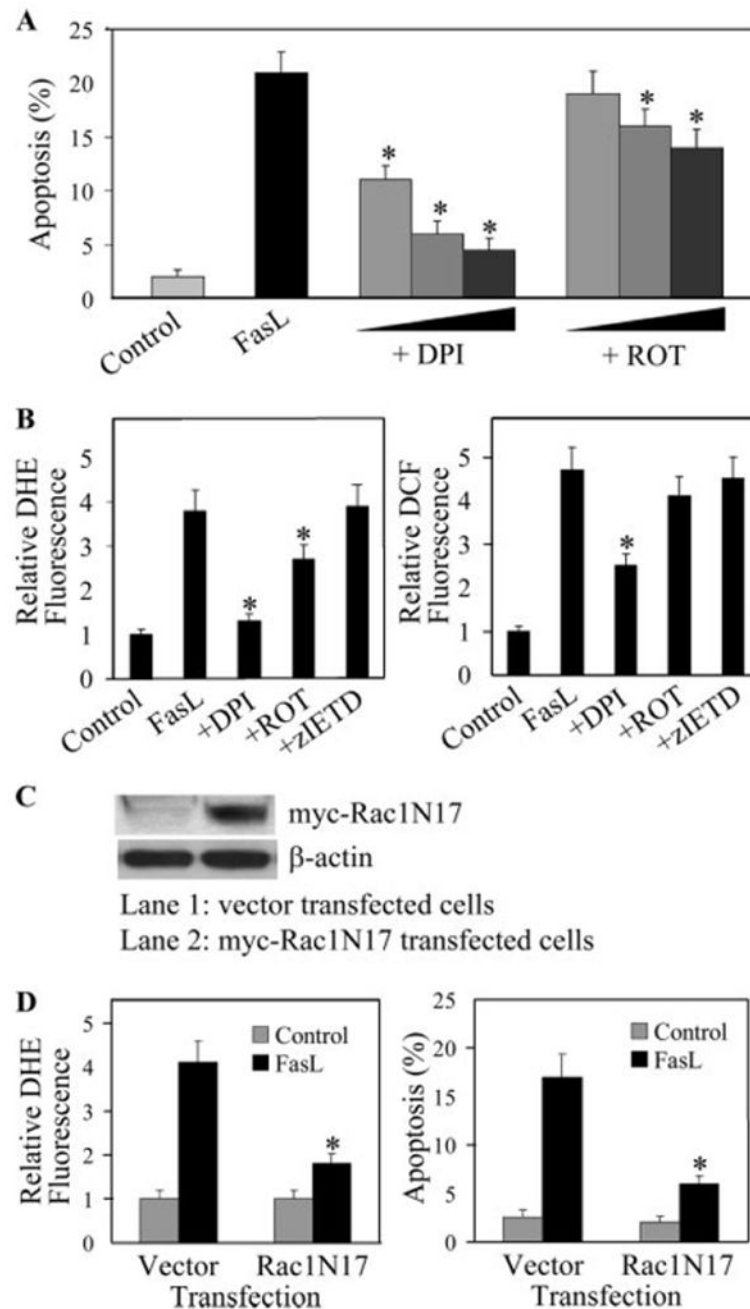 A
Apoptosis (%)
25
20
15
10
5
0
*
*
*
*
*
Control
FasL
+ DPI
+ ROT
B
Relative DHE
Fluorescence
5
4
3
2
1
0
*
*
Control
FasL
+DPI
+ROT
+zIETD
Relative DCF
Fluorescence
5
4
3
2
1
0
*
Control
FasL
+DPI
+ROT
+zIETD
C
myc-Rac1N17
β-actin
Lane 1: vector transfected cells
Lane 2: myc-Rac1N17 transfected cells
D
Relative DHE
Fluorescence
5
4
3
2
1
0
Control
FasL
*
Vector
Rac1N17
Transfection
Apoptosis (%)
25
20
15
10
5
0
Control
FasL
*
Vector
Rac1N17
Transfection